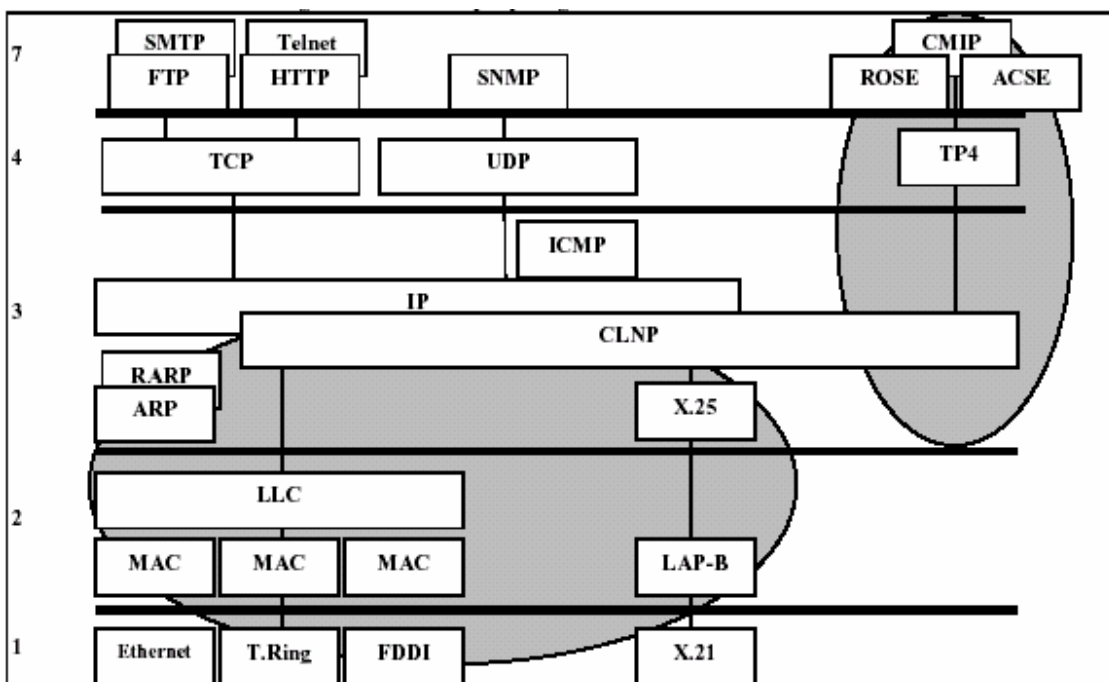 SMTP Telnet CMIP
7
FTP HTTP SNMP ROSE ACSE
4 TCP UDP TP4
ICMP
3 IP
CLNP
RARP
ARP X.25
LLC
2
MAC MAC MAC LAP-B
1 Ethernet T.Ring FDDI X.21